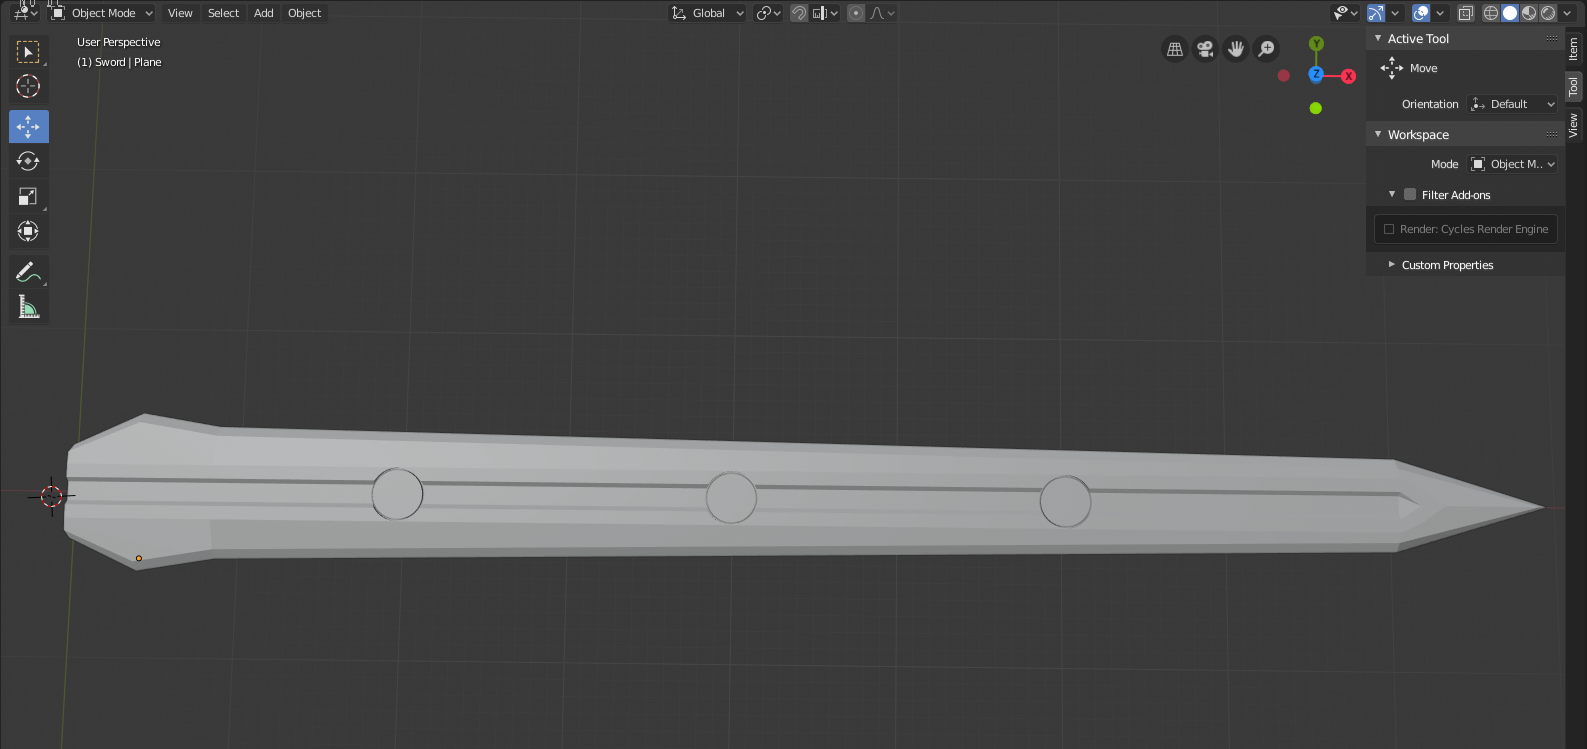 Object Mode View Select Add Object Global
User Perspective
(1) Sword | Plane
Y
Z
X
Active Tool
Move
Orientation Default
Workspace
Mode Object M..
Filter Add-ons
Render: Cycles Render Engine
Custom Properties
Item
Tool
View